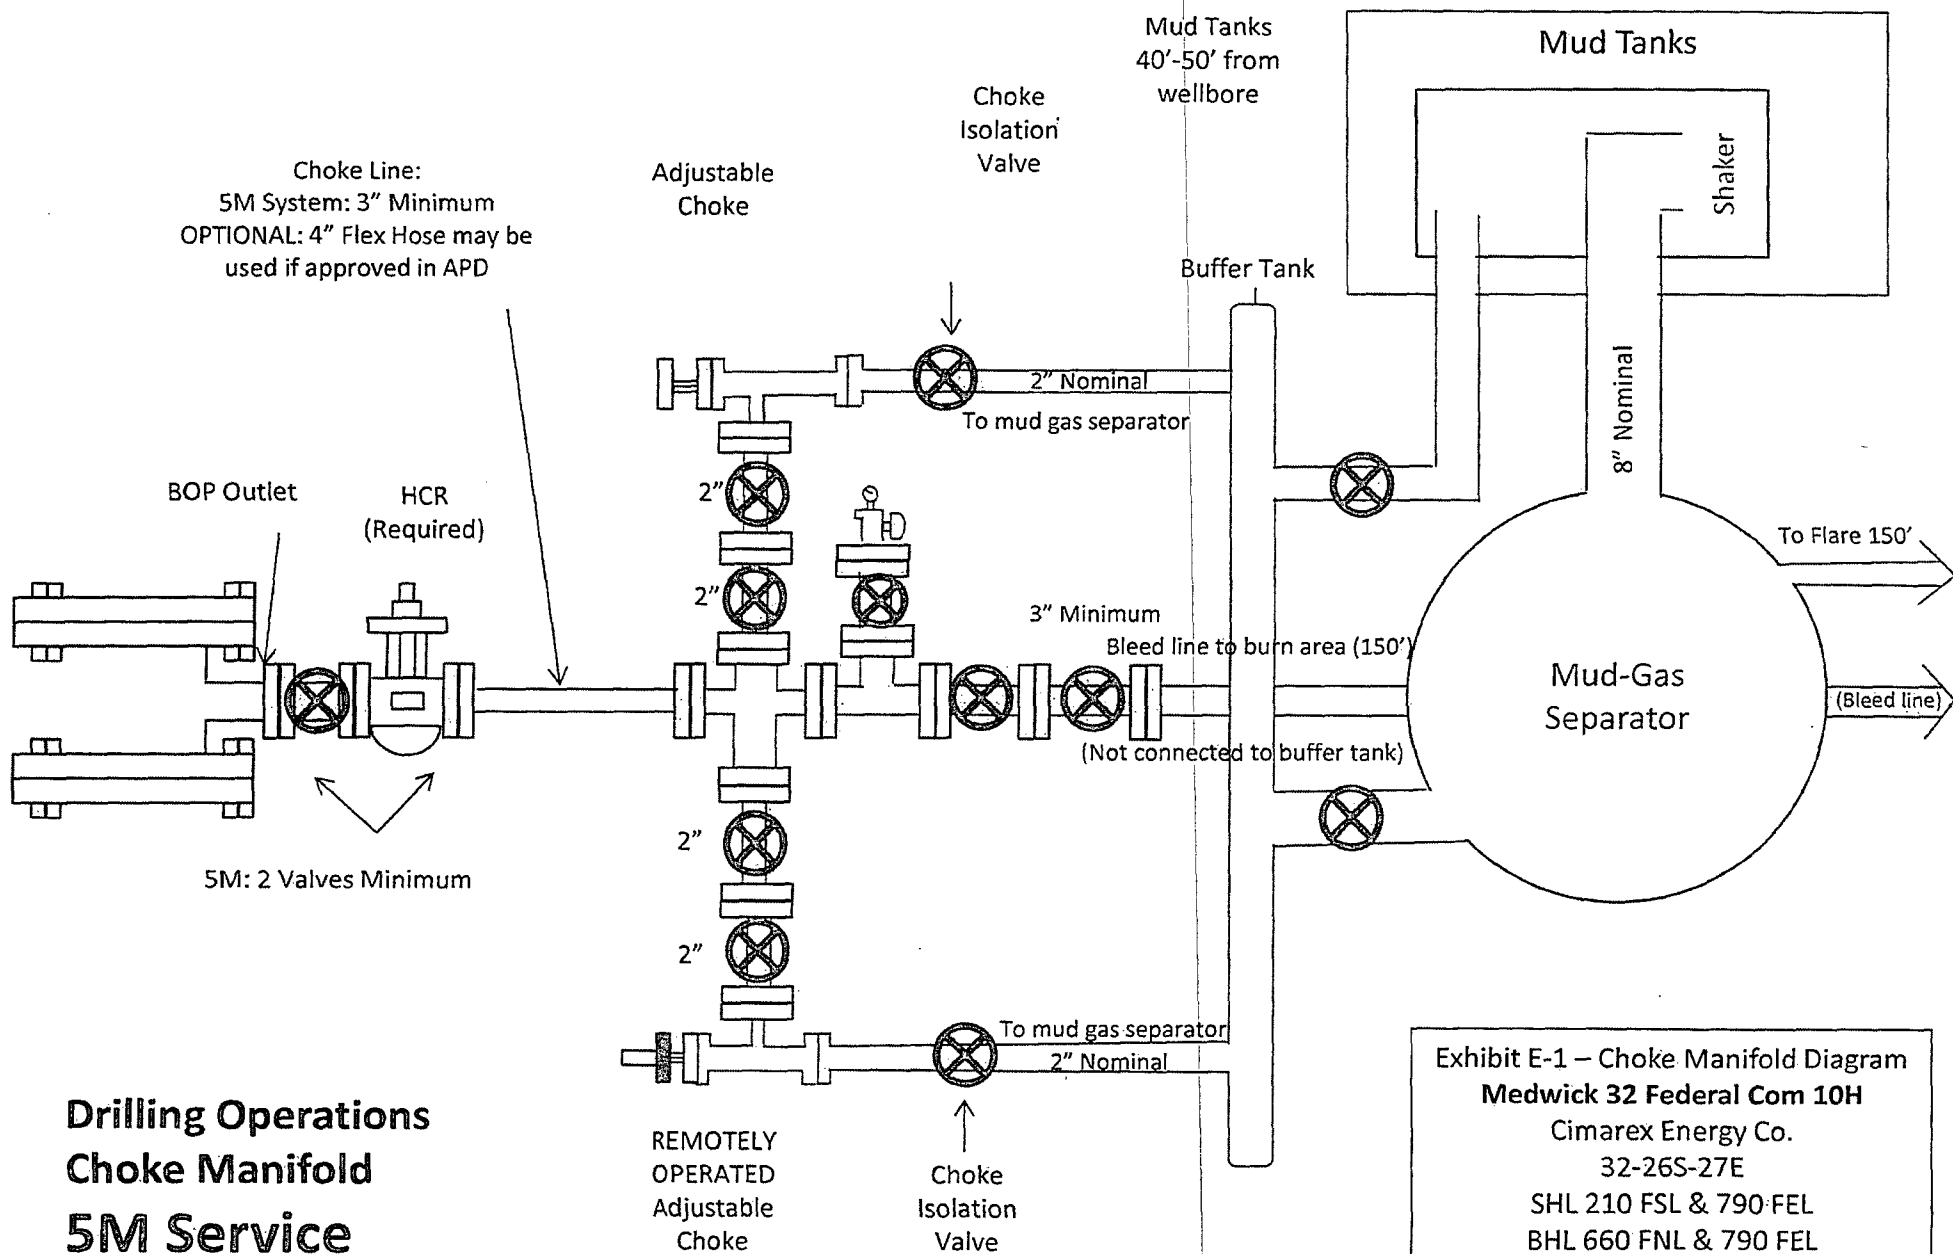 Mud Tanks
40'-50' from
wellbore
Mud Tanks
Shaker
Choke
Isolation
Valve
Adjustable
Choke
Choke Line:
5M System: 3" Minimum
OPTIONAL: 4" Flex Hose may be
used if approved in APD
Buffer Tank
2" Nominal
To mud gas separator
8" Nominal
BOP Outlet
HCR
(Required)
2"
2"
To Flare 150'
3" Minimum
Bleed line to burn area (150')
Mud-Gas
Separator
(Bleed line)
(Not connected to buffer tank)
5M: 2 Valves Minimum
2"
2"
To mud gas separator
2" Nominal
REMOTELY
OPERATED
Adjustable
Choke
Choke
Isolation
Valve
Drilling Operations
Choke Manifold
5M Service
Exhibit E-1 – Choke Manifold Diagram
Medwick 32 Federal Com 10H
Cimarex Energy Co.
32-26S-27E
SHL 210 FSL & 790 FEL
BHL 660 FNL & 790 FEL